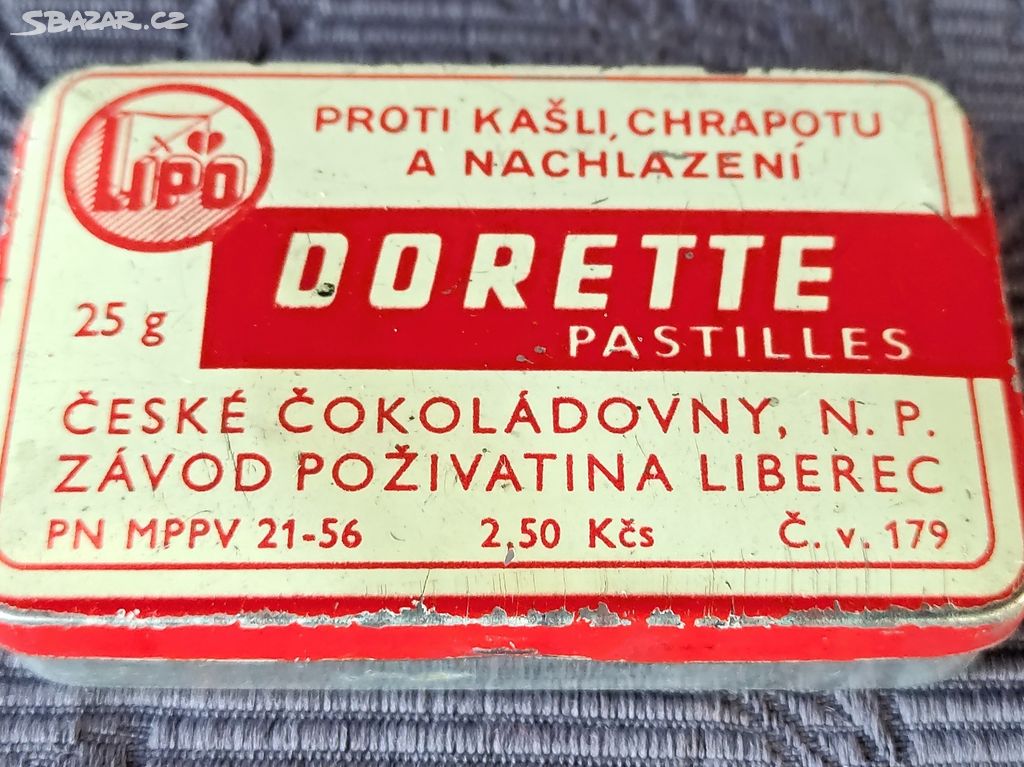 SBAZAR.CZ
LIPO
PROTI KAŠLI, CHRAPOTU
A NACHLAZENÍ
DORETTE
PASTILLES
25 g
ČESKÉ ČOKOLÁDOVNY, N. P.
ZÁVOD POŽIVATINA LIBEREC
PN MPPV 21-56 2,50 Kčs Č. v. 179